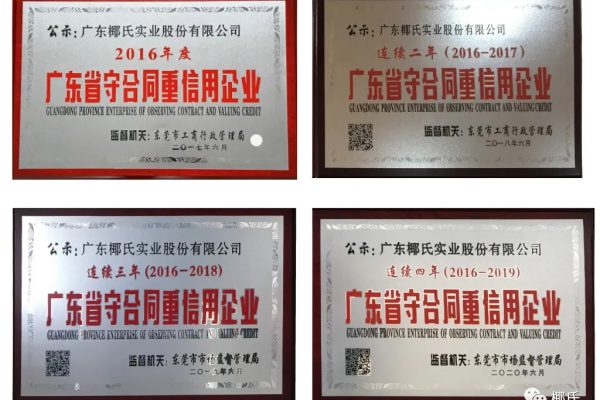 公示：广东椰氏实业股份有限公司
2016年度
广东省守合同重信用企业
GUANGDONG PROVINCE ENTERPRISE OF OBSERVING CONTRACT AND VALUING CREDIT
监督机关：东莞市工商行政管理局
二〇一七年六月
公示：广东椰氏实业股份有限公司
连续二年（2016-2017）
广东省守合同重信用企业
GUANGDONG PROVINCE ENTERPRISE OF OBSERVING CONTRACT AND VALUING CREDIT
监督机关：东莞市工商行政管理局
二〇一八年六月
公示：广东椰氏实业股份有限公司
连续三年(2016-2018)
广东省守合同重信用企业
GUANGDONG PROVINCE ENTERPRISE OF OBSERVING CONTRACT AND VALUING CREDIT
监督机关：东莞市市场监督管理局
二〇一九年六月
公示：广东椰氏实业股份有限公司
连续四年(2016-2019)
广东省守合同重信用企业
GUANGDONG PROVINCE ENTERPRISE OF OBSERVING CONTRACT AND VALUING CREDIT
监督机关：东莞市市场监督管理局
二〇二〇年六月
椰氏